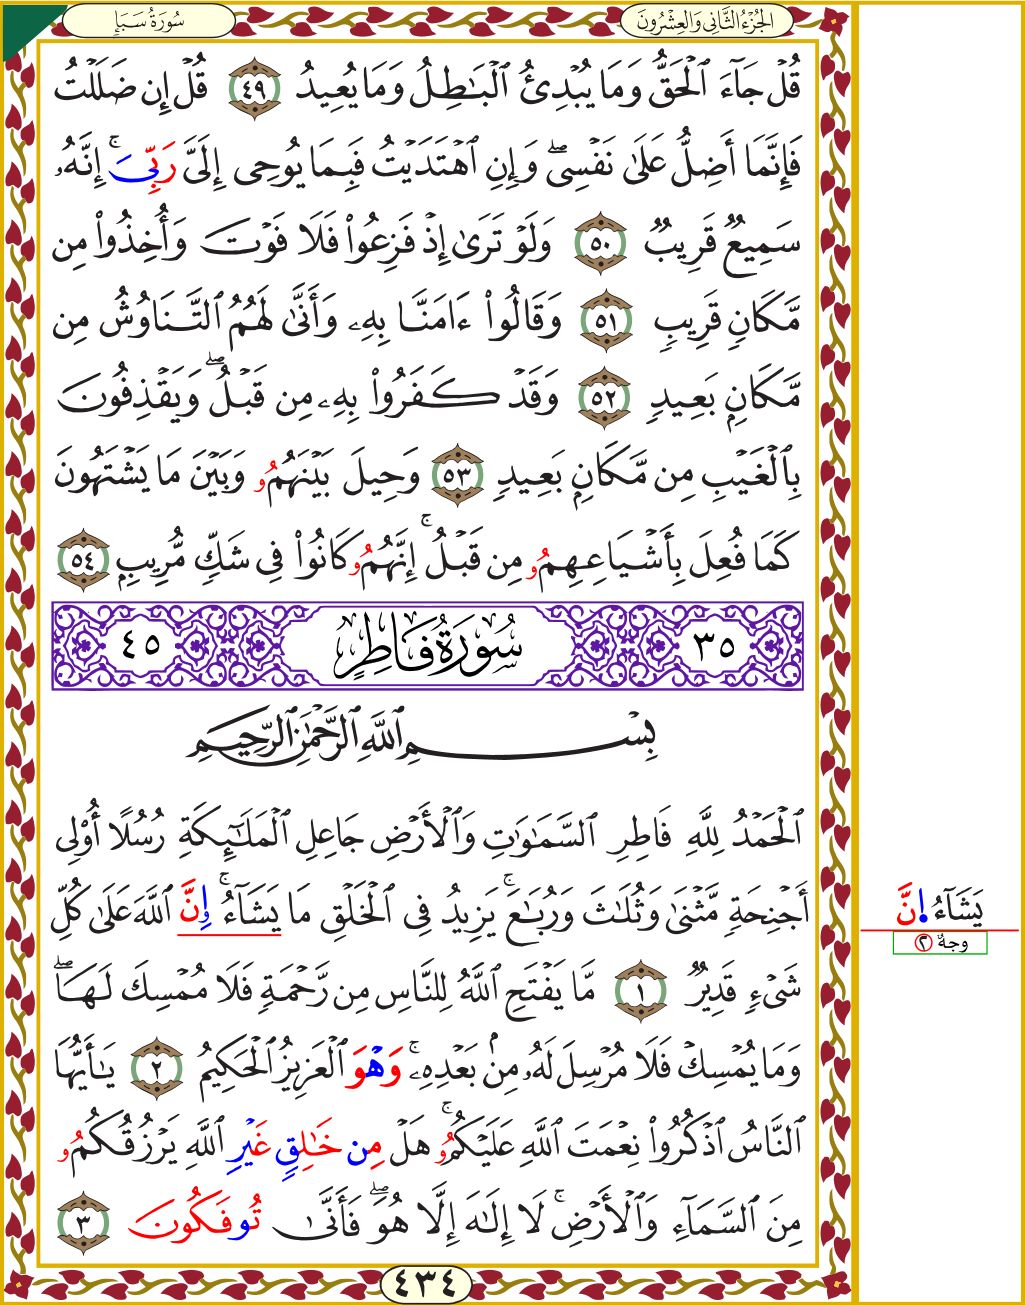 سُورَةُ سَبَإٍ
الجُزْءُ الثَّانِي وَالعِشْرُونَ
قُلْ جَآءَ ٱلْحَقُّ وَمَا يُبْدِئُ ٱلْبَـٰطِلُ وَمَا يُعِيدُ ٤٩ قُلْ إِن ضَلَلْتُ
فَإِنَّمَآ أَضِلُّ عَلَىٰ نَفْسِىۖ وَإِنِ ٱهْتَدَيْتُ فَبِمَا يُوحِىٓ إِلَىَّ رَبِّىَۚ إِنَّهُۥ
سَمِيعٌ قَرِيبٌ ٥٠ وَلَوْ تَرَىٰٓ إِذْ فَزِعُواْ فَلَا فَوْتَ وَأُخِذُواْ مِن
مَّكَانٍ قَرِيبٍ ٥١ وَقَالُوٓاْ ءَامَنَّا بِهِۦ وَأَنَّىٰ لَهُمُ ٱلتَّنَاوُشُ مِن
مَّكَانٍۭ بَعِيدٍ ٥٢ وَقَدْ كَفَرُواْ بِهِۦ مِن قَبْلُۖ وَيَقْذِفُونَ
بِٱلْغَيْبِ مِن مَّكَانٍۭ بَعِيدٍ ٥٣ وَحِيلَ بَيْنَهُمُۥ وَبَيْنَ مَا يَشْتَهُونَ
كَمَا فُعِلَ بِأَشْيَاعِهِمُۥ مِن قَبْلُۚ إِنَّهُمُۥ كَانُواْ فِى شَكٍّ مُّرِيبٍۭ ٥٤
٣٥ سُورَةُ فَاطِرٍ ٤٥
بِسْمِ ٱللَّهِ ٱلرَّحْمَـٰنِ ٱلرَّحِيمِ
ٱلْحَمْدُ لِلَّهِ فَاطِرِ ٱلسَّمَـٰوَٰتِ وَٱلْأَرْضِ جَاعِلِ ٱلْمَلَـٰٓئِكَةِ رُسُلًا أُوْلِىٓ
أَجْنِحَةٍ مَّثْنَىٰ وَثُلَـٰثَ وَرُبَـٰعَۚ يَزِيدُ فِى ٱلْخَلْقِ مَا يَشَآءُۚ إِنَّ ٱللَّهَ عَلَىٰ كُلِّ
يَشَآءُ اِنَّ
وجهٌ ٢
شَىْءٍ قَدِيرٌ ١ مَّا يَفْتَحِ ٱللَّهُ لِلنَّاسِ مِن رَّحْمَةٍ فَلَا مُمْسِكَ لَهَاۖ
وَمَا يُمْسِكْ فَلَا مُرْسِلَ لَهُۥ مِنۢ بَعْدِهِۦۚ وَهْوَ ٱلْعَزِيزُ ٱلْحَكِيمُ ٢ يَـٰٓأَيُّهَا
ٱلنَّاسُ ٱذْكُرُواْ نِعْمَتَ ٱللَّهِ عَلَيْكُمُۥۚ هَلْ مِن خَـٰلِقٍ غَيْرِ ٱللَّهِ يَرْزُقُكُمُۥ
مِنَ ٱلسَّمَآءِ وَٱلْأَرْضِۚ لَآ إِلَـٰهَ إِلَّا هُوَۖ فَأَنَّىٰ تُوفَكُونَ ٣
٤٣٤